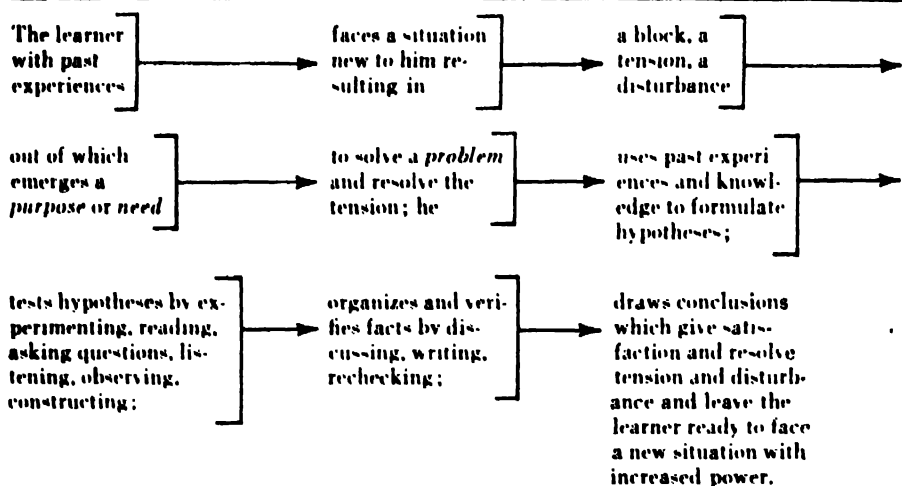 The learner
with past
experiences
faces a situation
new to him re-
sulting in
a block, a
tension, a
disturbance
out of which
emerges a
purpose or need
to solve a problem
and resolve the
tension; he
uses past experi
ences and knowl-
edge to formulate
hypotheses;
tests hypotheses by ex-
perimenting, reading,
asking questions, lis-
tening, observing,
constructing;
organizes and veri-
fies facts by dis-
cussing, writing,
rechecking;
draws conclusions
which give satis-
faction and resolve
tension and disturb-
ance and leave the
learner ready to face
a new situation with
increased power.